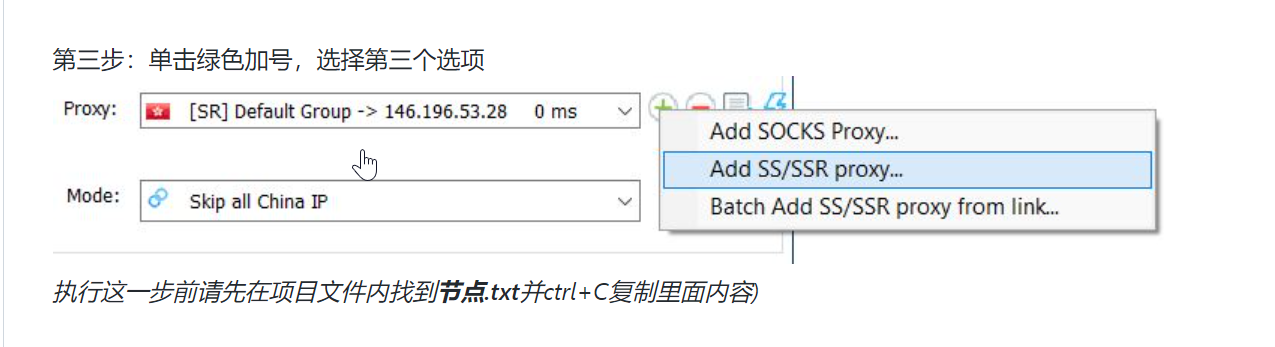 第三步：单击绿色加号，选择第三个选项
Proxy: [SR] Default Group -> 146.196.53.28 0 ms
Add SOCKS Proxy...
Add SS/SSR proxy...
Mode: Skip all China IP
Batch Add SS/SSR proxy from link...
执行这一步前请先在项目文件内找到节点.txt并ctrl+C复制里面内容)